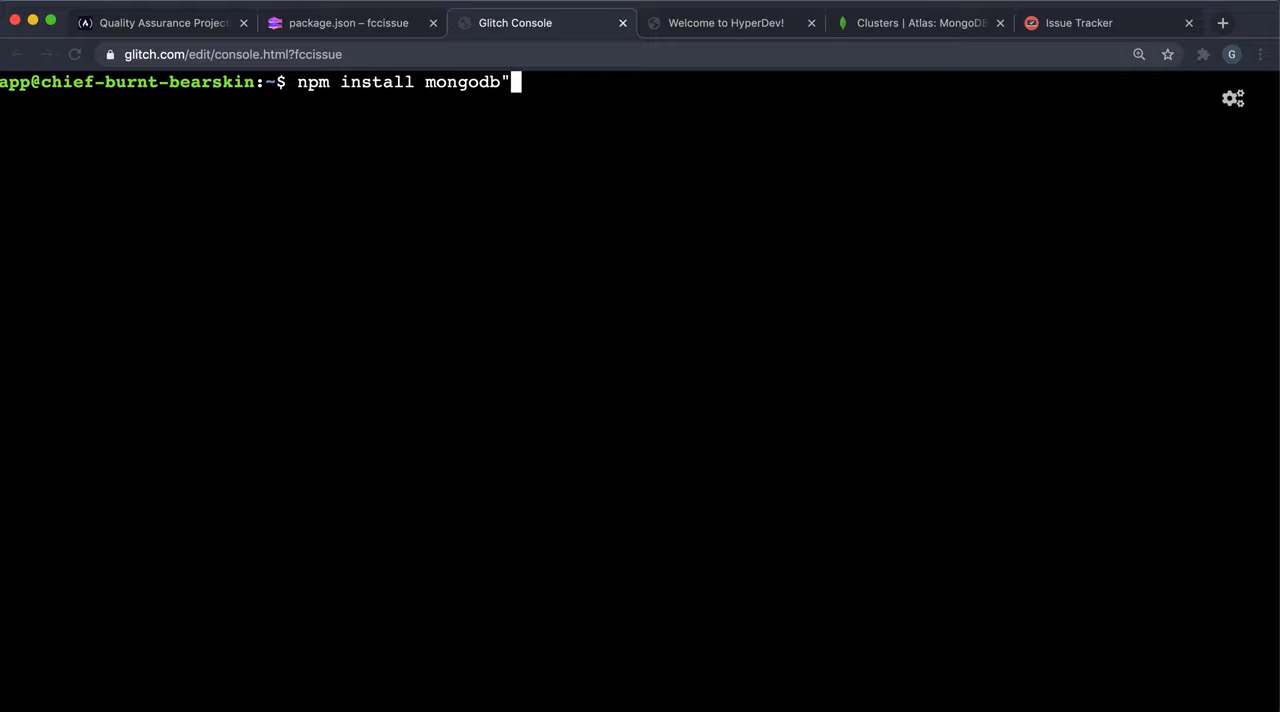 Quality Assurance Project
package.json – fccissue
Glitch Console
Welcome to HyperDev!
Clusters | Atlas: MongoDB
Issue Tracker
glitch.com/edit/console.html?fccissue
G
app@chief-burnt-bearskin:~$ npm install mongodb"